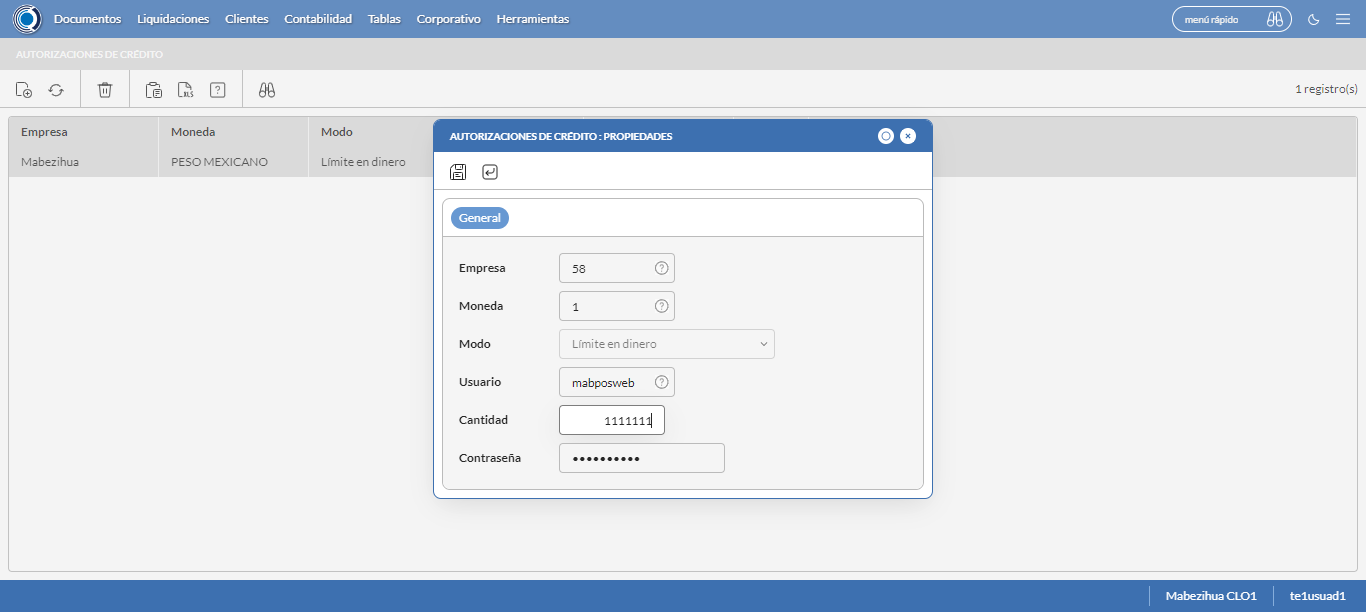 Documentos Liquidaciones Clientes Contabilidad Tablas Corporativo Herramientas menú rápido
AUTORIZACIONES DE CRÉDITO
XLS ? 1 registro(s)
Empresa Moneda Modo
Mabezihua PESO MEXICANO Límite en dinero
AUTORIZACIONES DE CRÉDITO : PROPIEDADES
General
Empresa 58 ?
Moneda 1 ?
Modo Límite en dinero
Usuario mabposweb ?
Cantidad 1111111
Contraseña ••••••••••
Mabezihua CLO1 te1usuad1